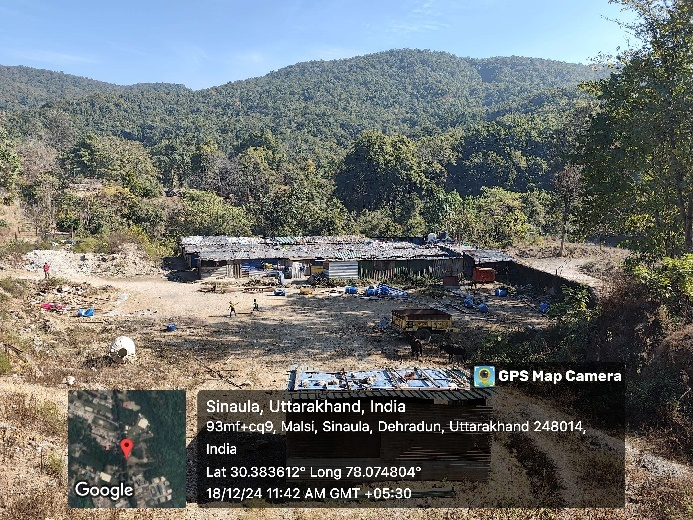 GPS Map Camera
Sinaula, Uttarakhand, India
93mf+cq9, Malsi, Sinaula, Dehradun, Uttarakhand 248014,
India
Lat 30.383612° Long 78.074804°
18/12/24 11:42 AM GMT +05:30
Google